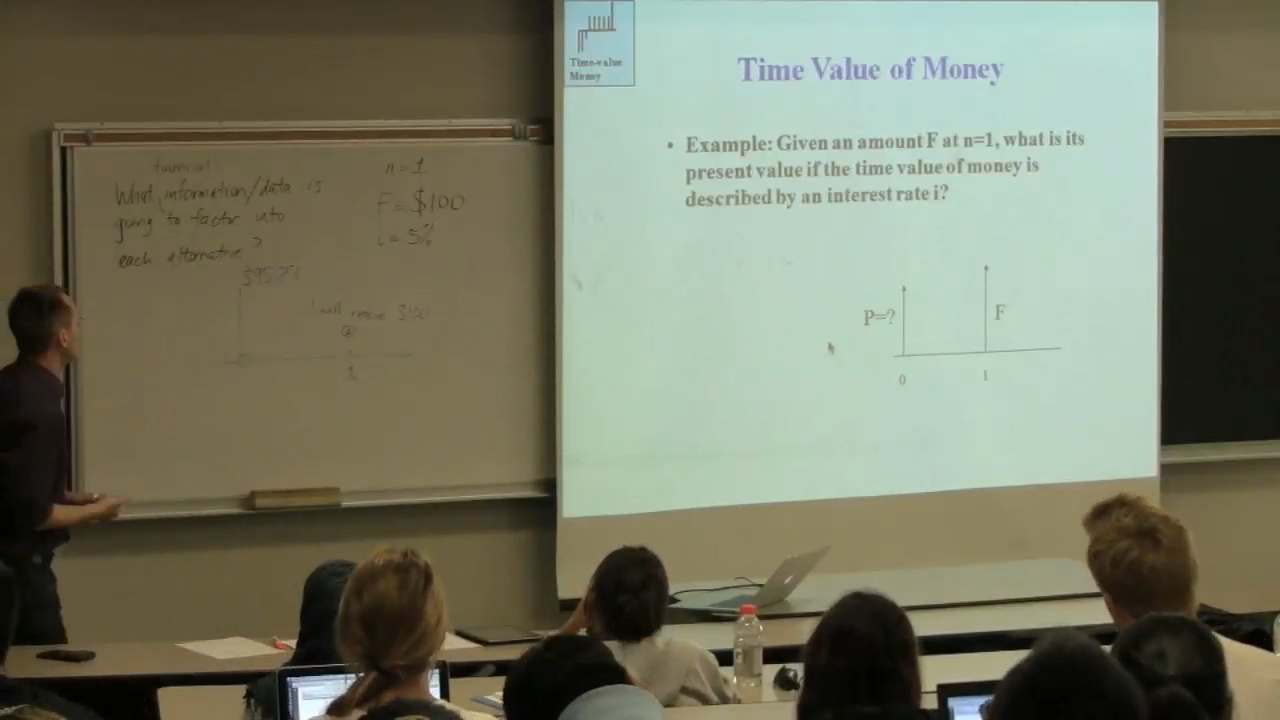 financial
What information/data is
going to factor into
each alternative?
n = 1
F = $100
i = 5%
I will receive $100
1
Time-value
Money
Time Value of Money
• Example: Given an amount F at n=1, what is its
present value if the time value of money is
described by an interest rate i?
P=?
F
0
1